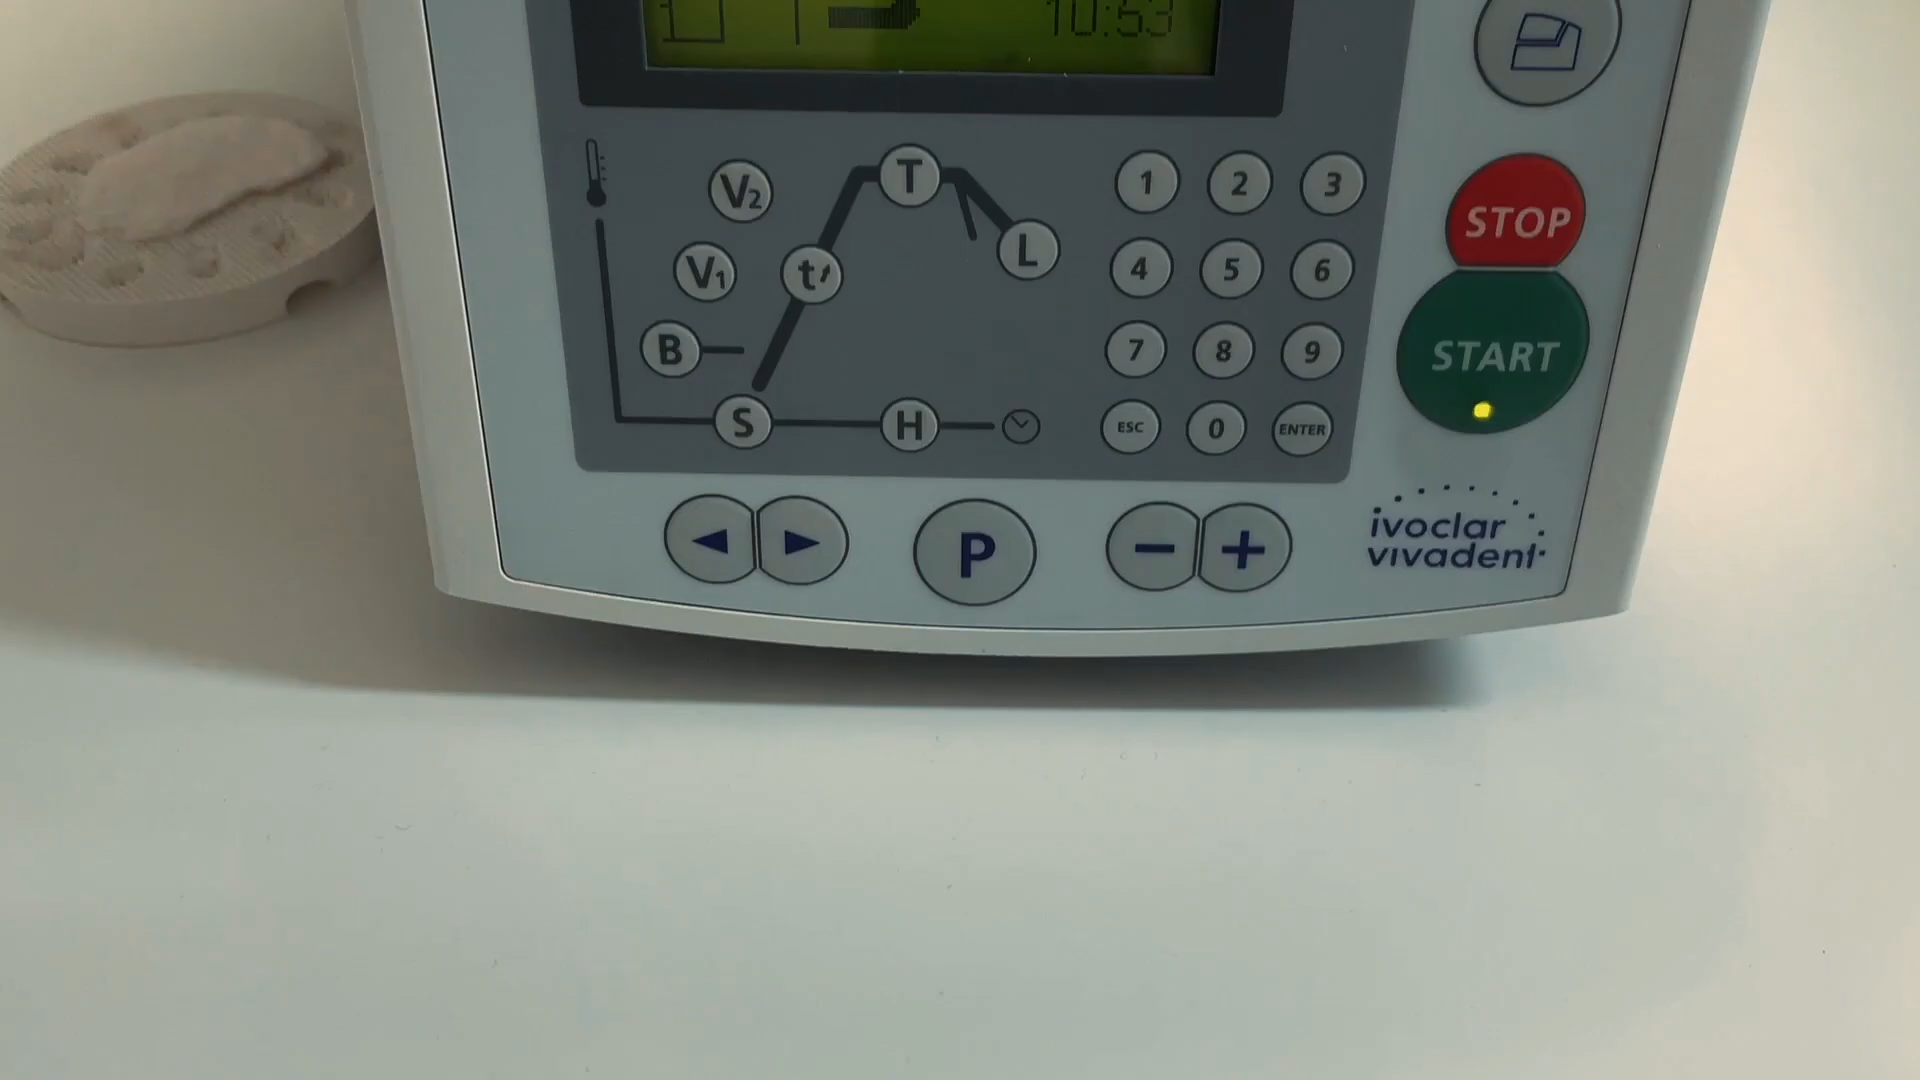 10:53
T
V2
1 2 3
STOP
L
V1
t
4 5 6
B
7 8 9
START
S
H
ESC 0 ENTER
P
ivoclar
vivadent